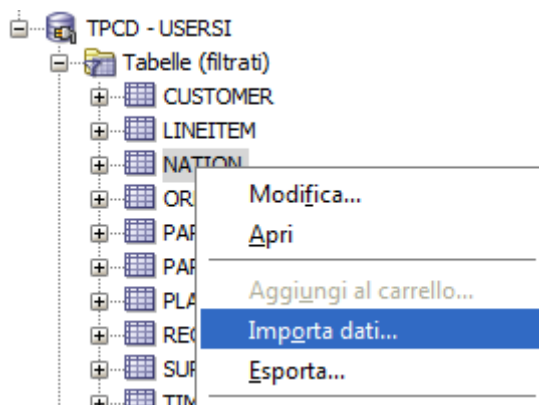 TPCD - USERSI
Tabelle (filtrati)
CUSTOMER
LINEITEM
NATION
Modifica...
Apri
Aggiungi al carrello...
Importa dati...
Esporta...